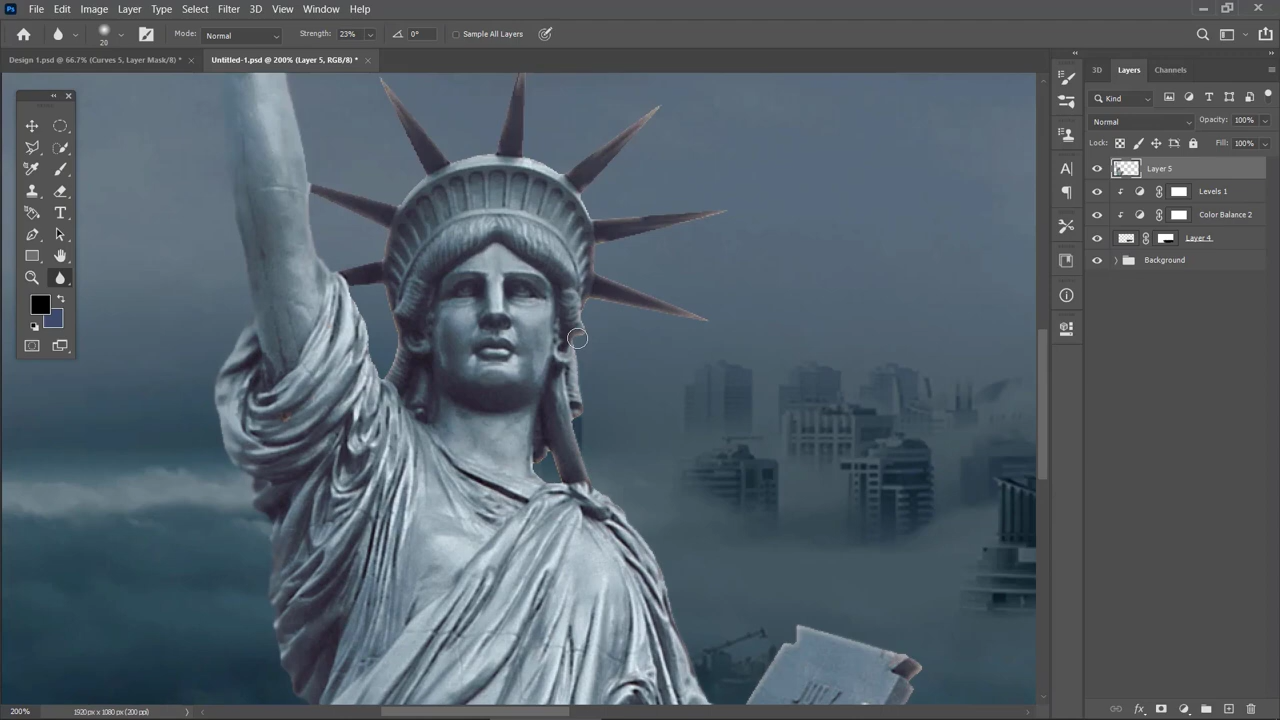 Ps File Edit Image Layer Type Select Filter 3D View Window Help
20 Mode: Normal Strength: 23% 0° Sample All Layers
Design 1.psd @ 66.7% (Curves 5, Layer Mask/8) * Untitled-1.psd @ 200% (Layer 5, RGB/8) *
3D Layers Channels
Kind
Normal Opacity: 100%
Lock: Fill: 100%
Layer 5
Levels 1
Color Balance 2
Layer 4
Background
200% 1920 px x 1080 px (200 ppi)